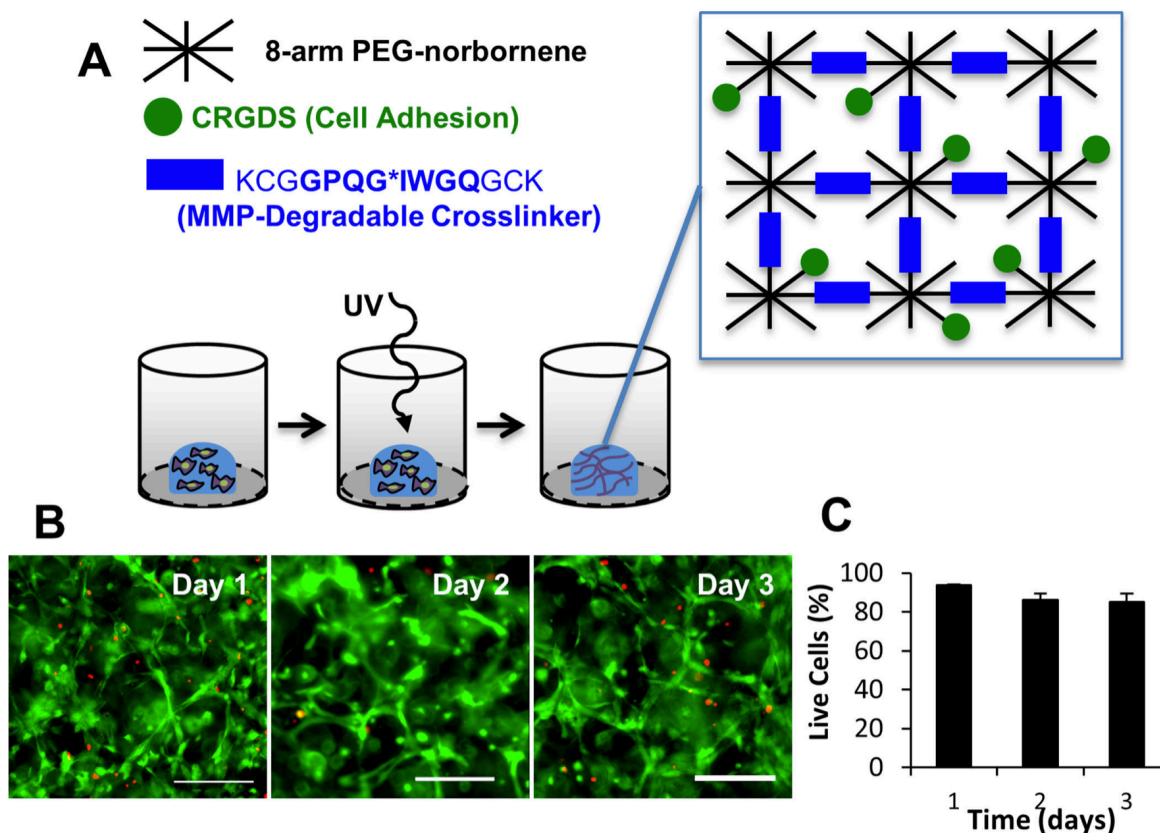 A
8-arm PEG-norbornene
CRGDS (Cell Adhesion)
KCGGPQG*IWGQGCK
(MMP-Degradable Crosslinker)
UV
B
Day 1
Day 2
Day 3
C
Live Cells (%)
100
80
60
40
20
0
1
2
3
Time (days)